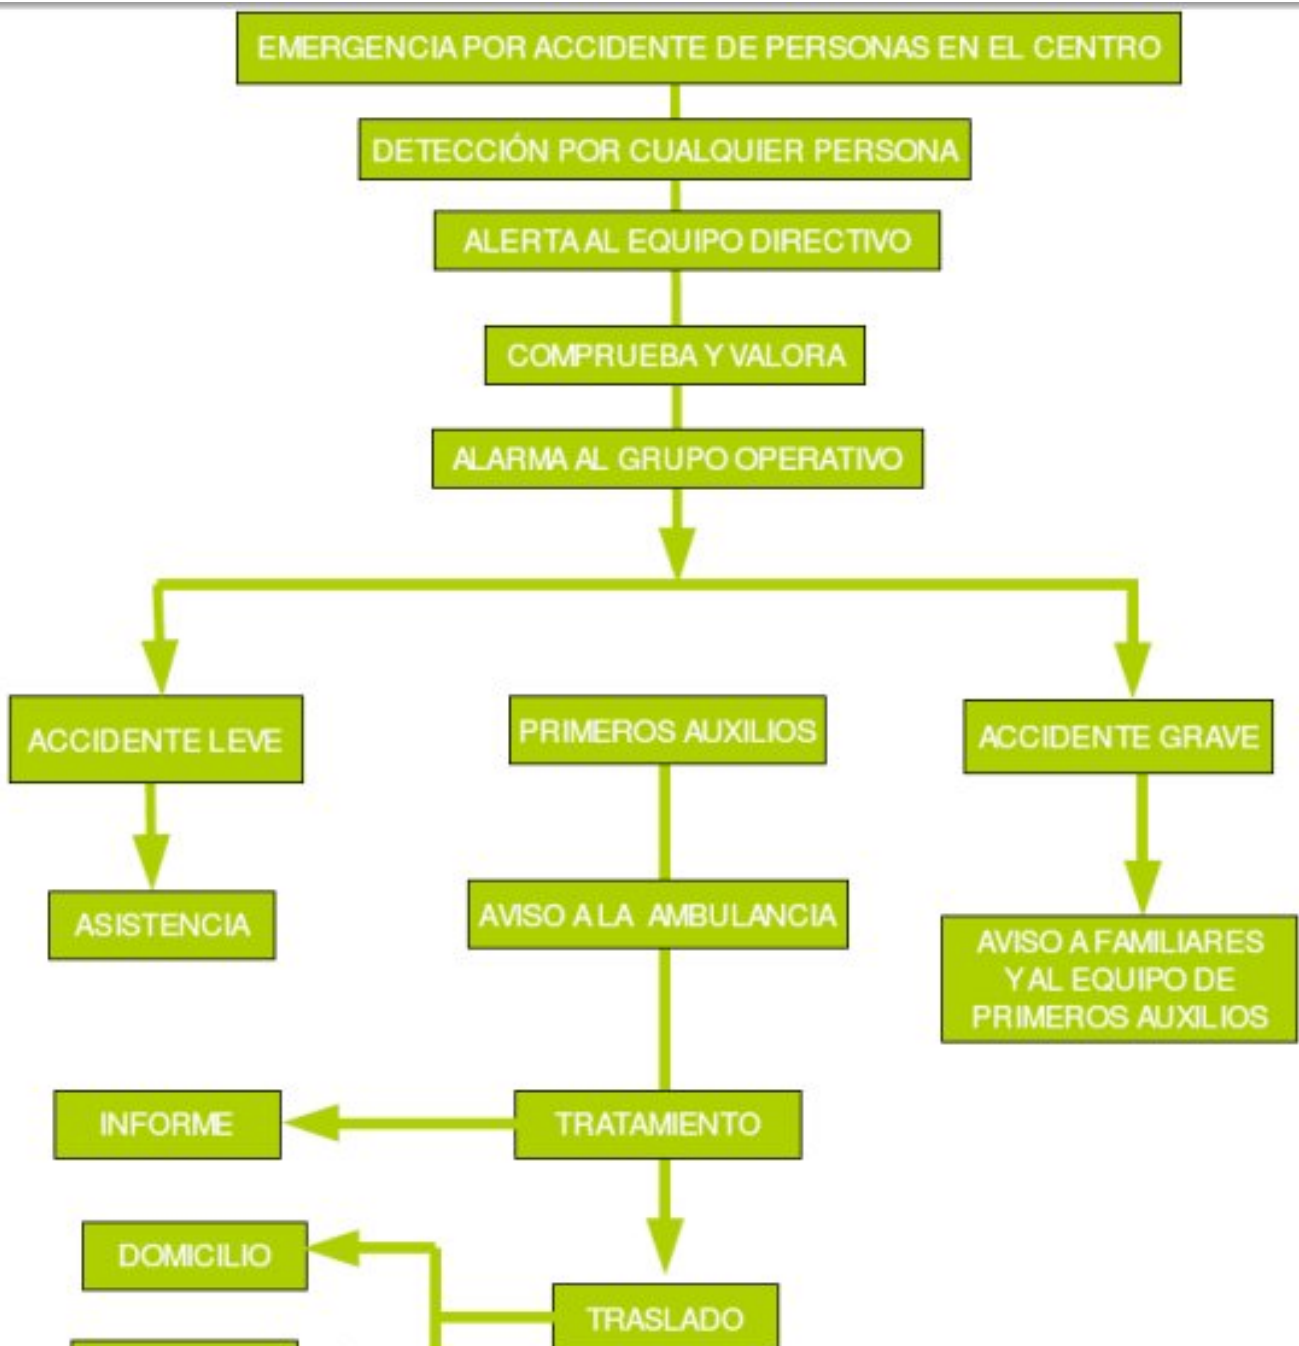 EMERGENCIA POR ACCIDENTE DE PERSONAS EN EL CENTRO
DETECCIÓN POR CUALQUIER PERSONA
ALERTA AL EQUIPO DIRECTIVO
COMPRUEBA Y VALORA
ALARMA AL GRUPO OPERATIVO
ACCIDENTE LEVE
PRIMEROS AUXILIOS
ACCIDENTE GRAVE
ASISTENCIA
AVISO A LA AMBULANCIA
AVISO A FAMILIARES
Y AL EQUIPO DE
PRIMEROS AUXILIOS
INFORME
TRATAMIENTO
DOMICILIO
TRASLADO